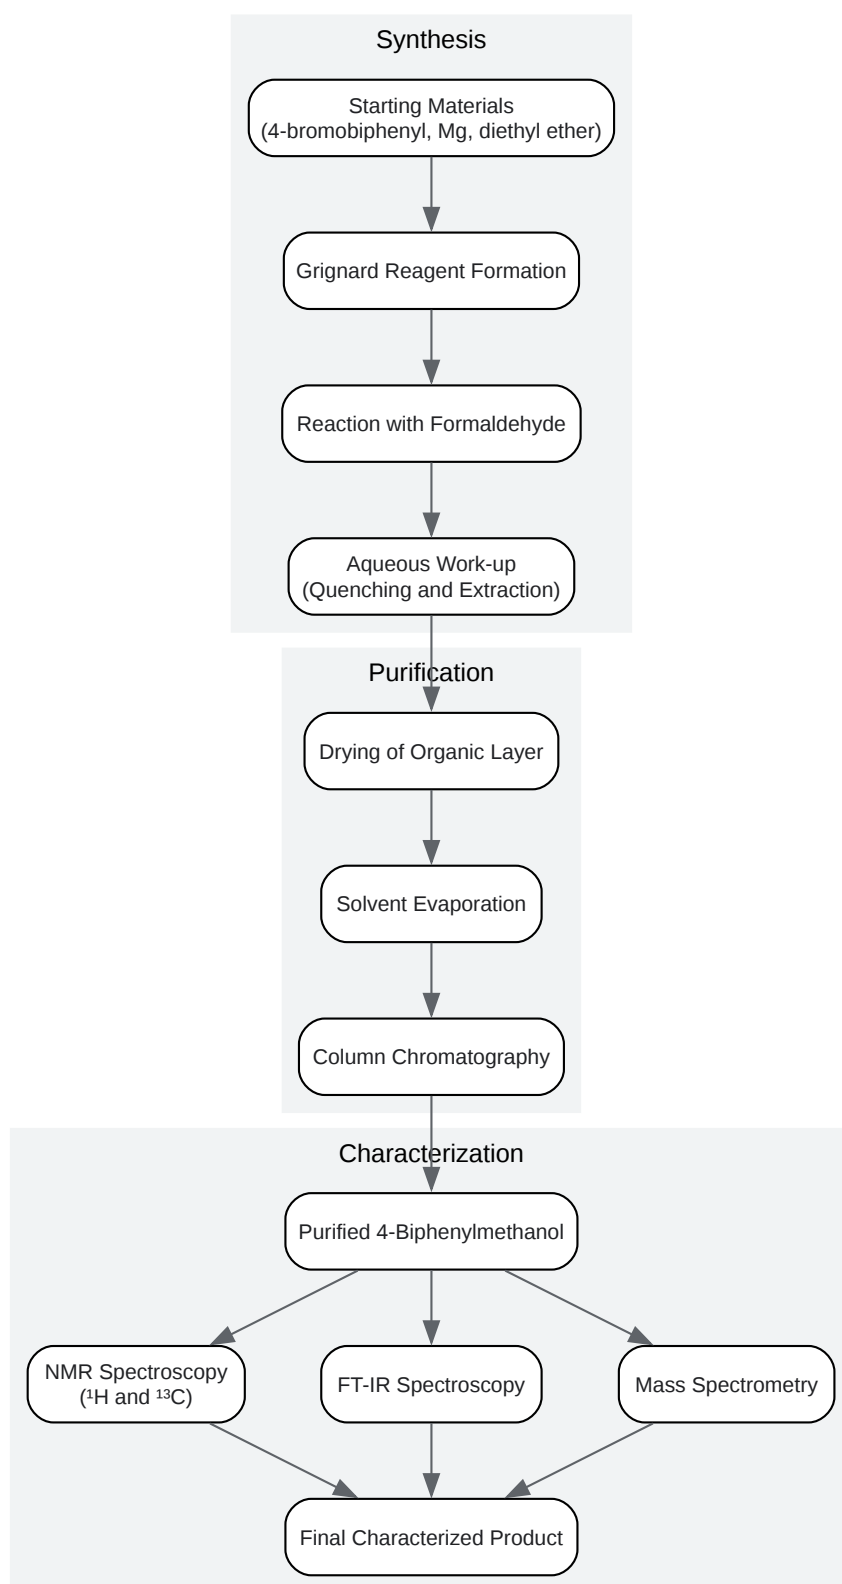 Synthesis
Starting Materials
(4-bromobiphenyl, Mg, diethyl ether)
Grignard Reagent Formation
Reaction with Formaldehyde
Aqueous Work-up
(Quenching and Extraction)
Purification
Drying of Organic Layer
Solvent Evaporation
Column Chromatography
Characterization
Purified 4-Biphenylmethanol
NMR Spectroscopy
(¹H and ¹³C)
FT-IR Spectroscopy
Mass Spectrometry
Final Characterized Product